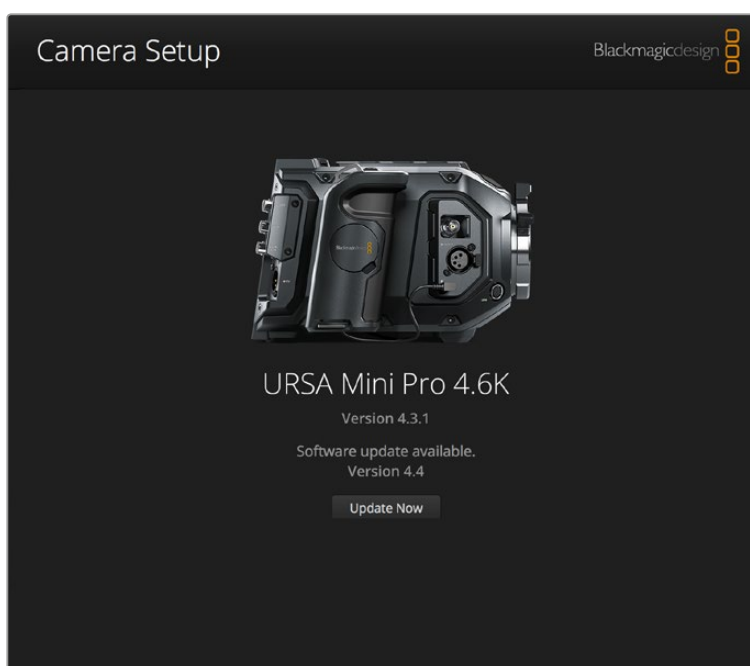 Camera Setup
Blackmagicdesign
URSA Mini Pro 4.6K
Version 4.3.1
Software update available.
Version 4.4
Update Now